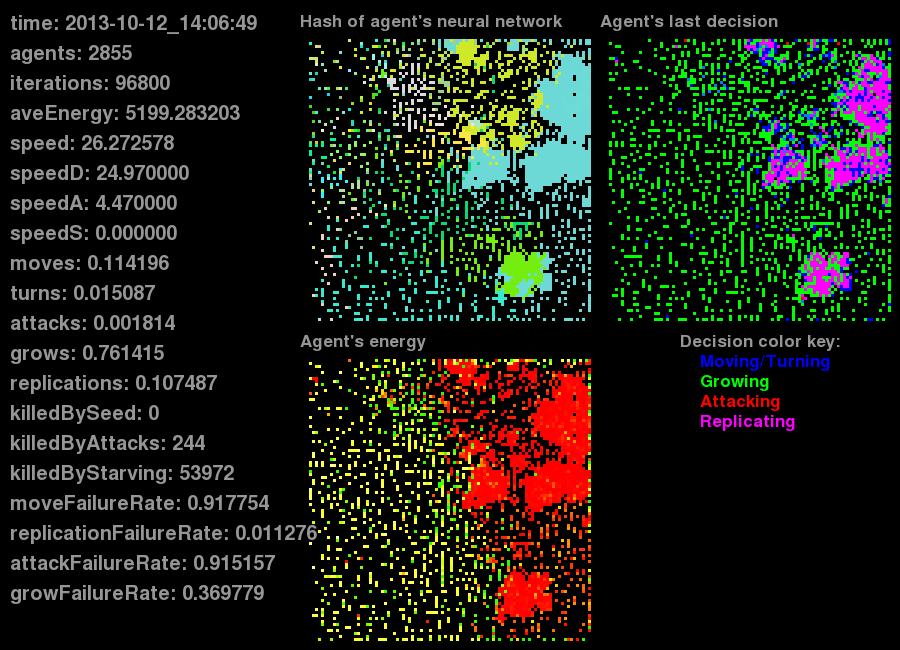 time: 2013-10-12_14:06:49
agents: 2855
iterations: 96800
aveEnergy: 5199.283203
speed: 26.272578
speedD: 24.970000
speedA: 4.470000
speedS: 0.000000
moves: 0.114196
turns: 0.015087
attacks: 0.001814
grows: 0.761415
replications: 0.107487
killedBySeed: 0
killedByAttacks: 244
killedByStarving: 53972
moveFailureRate: 0.917754
replicationFailureRate: 0.011276
attackFailureRate: 0.915157
growFailureRate: 0.369779
Hash of agent's neural network
Agent's last decision
Agent's energy
Decision color key:
Moving/Turning
Growing
Attacking
Replicating